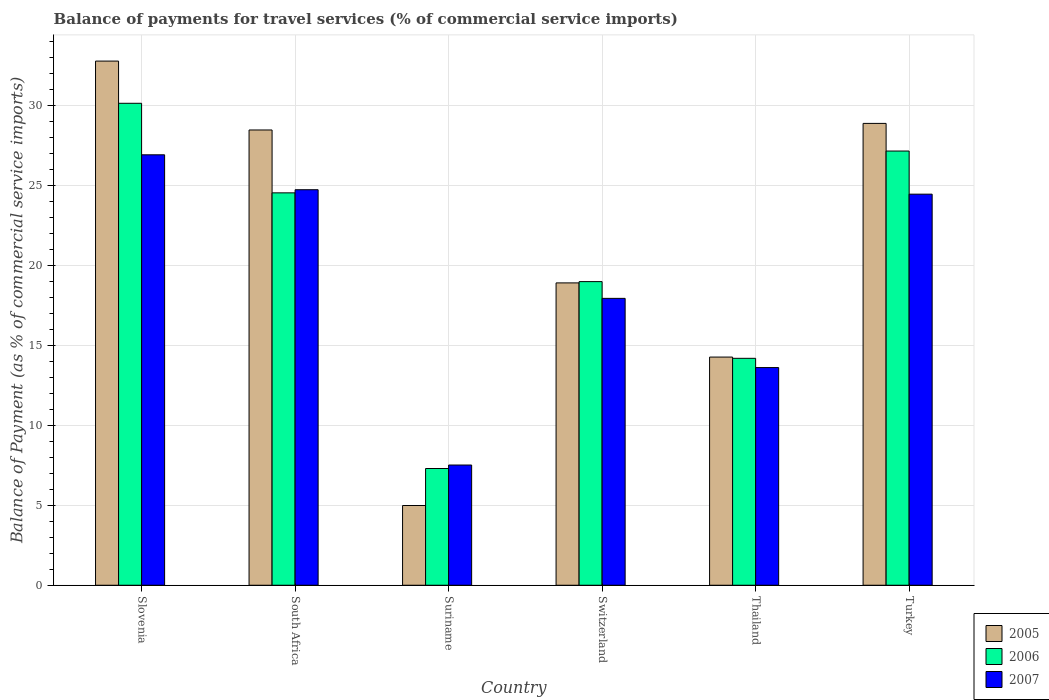 Balance of payments for travel services (% of commercial service imports)
Balance of Payment (as % of commercial service imports)
30
25
20
15
10
5
0
Slovenia
South Africa
Suriname
Switzerland
Thailand
Turkey
Country
2005
2006
2007